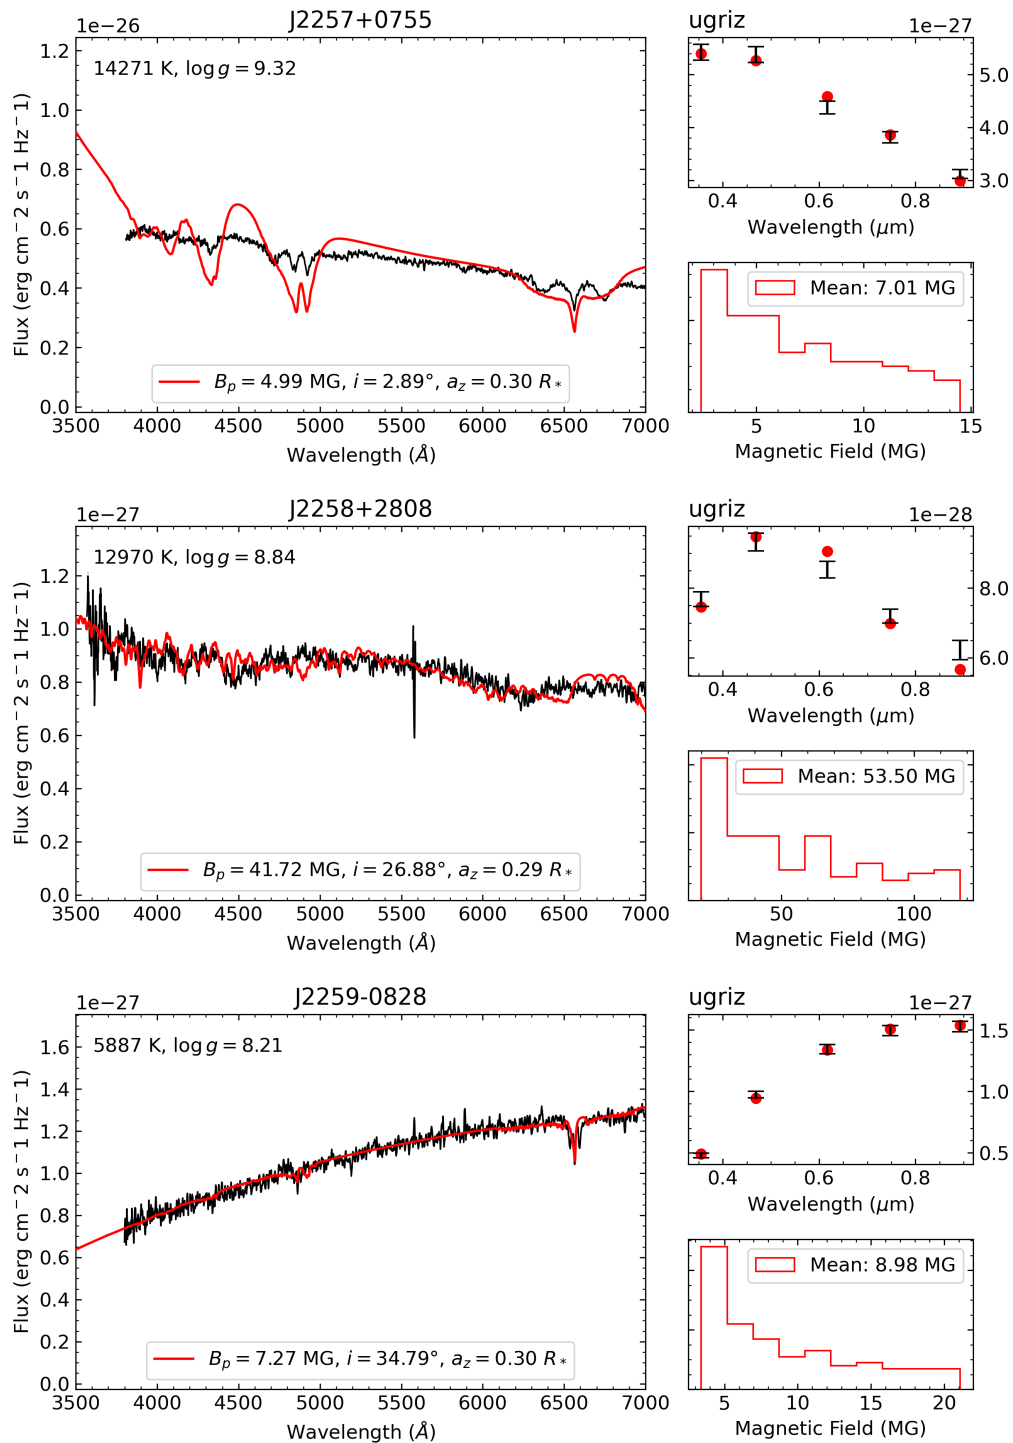 J2257+0755
1e−26
14271 K, log g = 9.32
1.2
1.0
0.8
0.6
0.4
0.2
0.0
Flux (erg cm−2 s−1 Hz−1)
B_p = 4.99 MG, i = 2.89°, a_z = 0.30 R_*
3500 4000 4500 5000 5500 6000 6500 7000
Wavelength (Å)
ugriz 1e−27
5.0
4.0
3.0
0.4 0.6 0.8
Wavelength (μm)
Mean: 7.01 MG
5 10 15
Magnetic Field (MG)
J2258+2808
1e−27
12970 K, log g = 8.84
1.2
1.0
0.8
0.6
0.4
0.2
0.0
Flux (erg cm−2 s−1 Hz−1)
B_p = 41.72 MG, i = 26.88°, a_z = 0.29 R_*
3500 4000 4500 5000 5500 6000 6500 7000
Wavelength (Å)
ugriz 1e−28
8.0
6.0
0.4 0.6 0.8
Wavelength (μm)
Mean: 53.50 MG
50 100
Magnetic Field (MG)
J2259-0828
1e−27
5887 K, log g = 8.21
1.6
1.4
1.2
1.0
0.8
0.6
0.4
0.2
0.0
Flux (erg cm−2 s−1 Hz−1)
B_p = 7.27 MG, i = 34.79°, a_z = 0.30 R_*
3500 4000 4500 5000 5500 6000 6500 7000
Wavelength (Å)
ugriz 1e−27
1.5
1.0
0.5
0.4 0.6 0.8
Wavelength (μm)
Mean: 8.98 MG
5 10 15 20
Magnetic Field (MG)